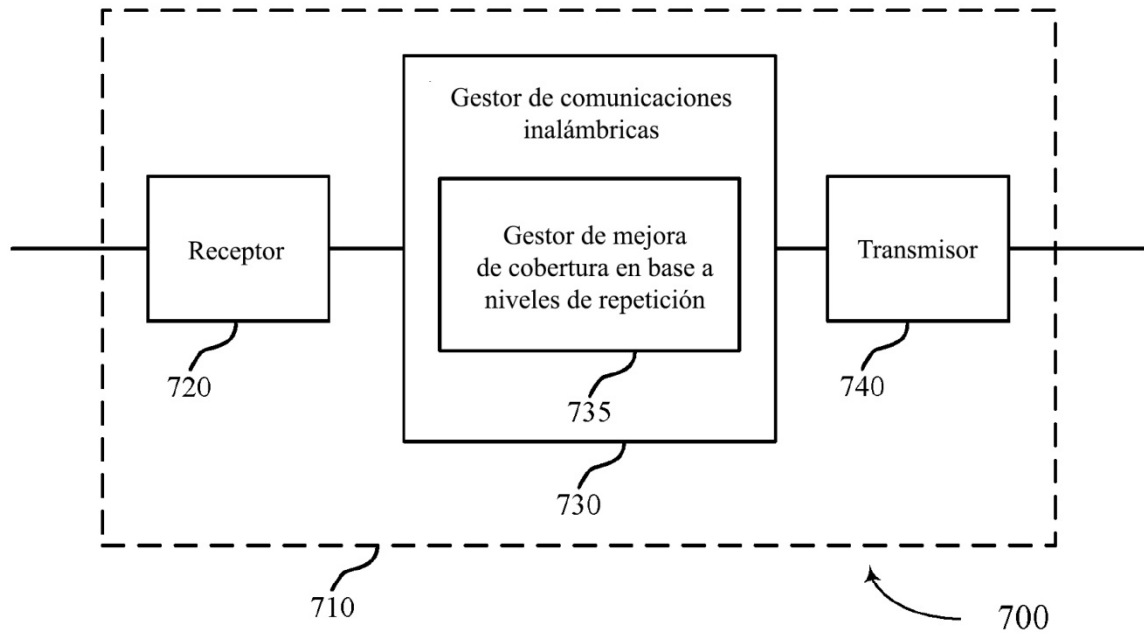 Gestor de comunicaciones
inalámbricas
Receptor
Gestor de mejora
de cobertura en base a
niveles de repetición
Transmisor
720
735
740
730
710
700